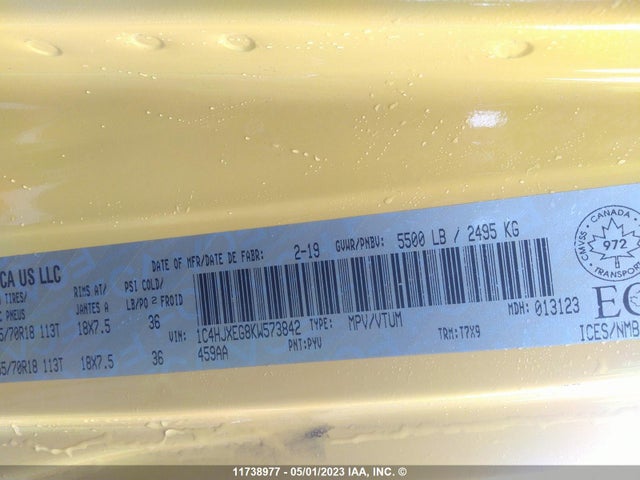 DATE OF MFR/DATE DE FABR: 2-19 GVWR/PNBV: 5500 LB / 2495 KG
CA US LLC
TIRES/ RIMS AT/ PSI COLD/
PNEUS JANTES A LB/PO 2 FROID
/70R18 113T 18X7.5 36
VIN: 1C4HJXEG8KW573842 TYPE: MPV/VTUM MDH: 013123
/70R18 113T 18X7.5 36
459AA PNT: PYV TRM: T7X9
CMVSS CANADA
972
TRANSPORT
EC
ICES/NMB
11738977 - 05/01/2023 IAA, INC. ©